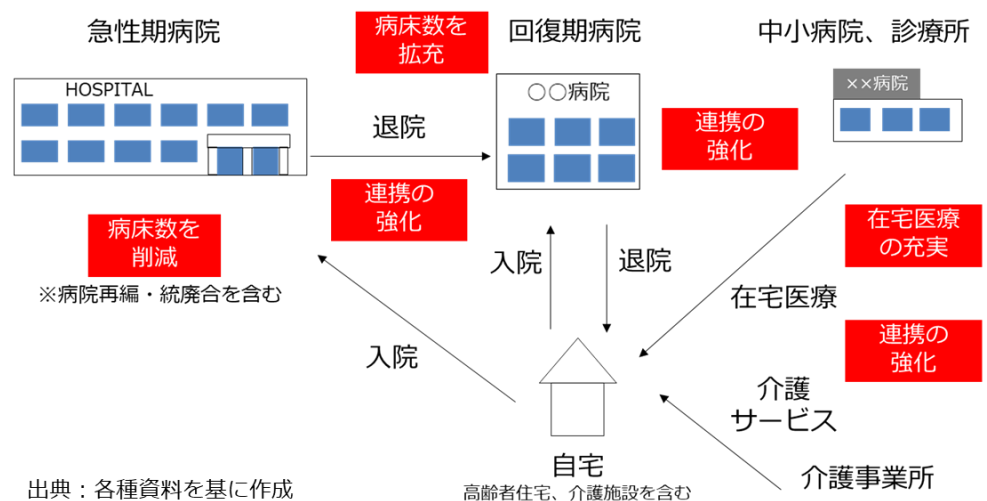 急性期病院
病床数を
拡充
回復期病院
中小病院、診療所
HOSPITAL
○○病院
××病院
退院
連携の
強化
連携の
強化
病床数を
削減
※病院再編・統廃合を含む
在宅医療
の充実
入院
退院
在宅医療
連携の
強化
入院
介護
サービス
自宅
高齢者住宅、介護施設を含む
介護事業所
出典：各種資料を基に作成